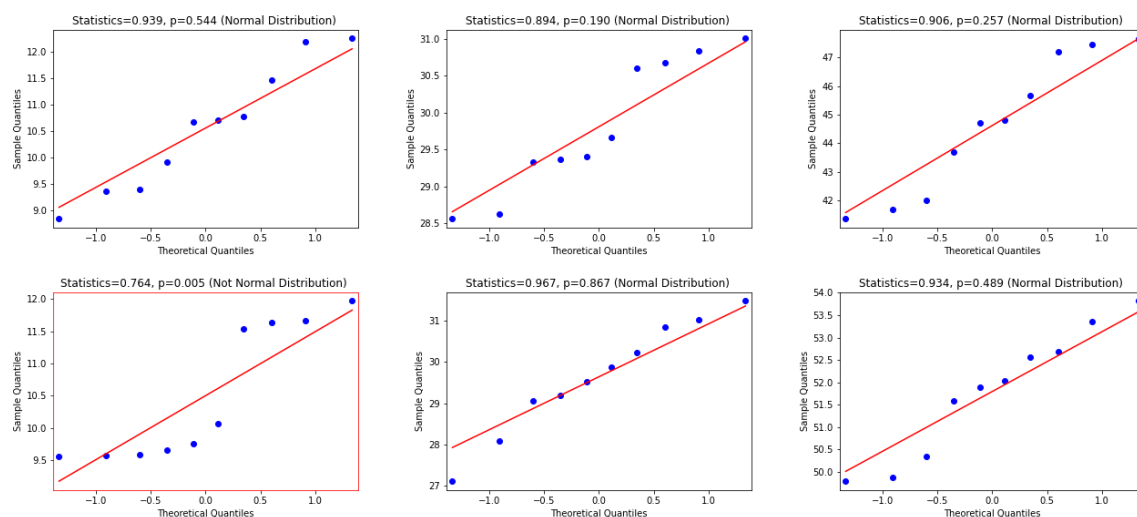 Statistics=0.939, p=0.544 (Normal Distribution)
Sample Quantiles
12.0
11.5
11.0
10.5
10.0
9.5
9.0
−1.0 −0.5 0.0 0.5 1.0
Theoretical Quantiles
Statistics=0.894, p=0.190 (Normal Distribution)
Sample Quantiles
31.0
30.5
30.0
29.5
29.0
28.5
−1.0 −0.5 0.0 0.5 1.0
Theoretical Quantiles
Statistics=0.906, p=0.257 (Normal Distribution)
Sample Quantiles
47
46
45
44
43
42
−1.0 −0.5 0.0 0.5 1.0
Theoretical Quantiles
Statistics=0.764, p=0.005 (Not Normal Distribution)
Sample Quantiles
12.0
11.5
11.0
10.5
10.0
9.5
−1.0 −0.5 0.0 0.5 1.0
Theoretical Quantiles
Statistics=0.967, p=0.867 (Normal Distribution)
Sample Quantiles
31
30
29
28
27
−1.0 −0.5 0.0 0.5 1.0
Theoretical Quantiles
Statistics=0.934, p=0.489 (Normal Distribution)
Sample Quantiles
54.0
53.5
53.0
52.5
52.0
51.5
51.0
50.5
50.0
−1.0 −0.5 0.0 0.5 1.0
Theoretical Quantiles